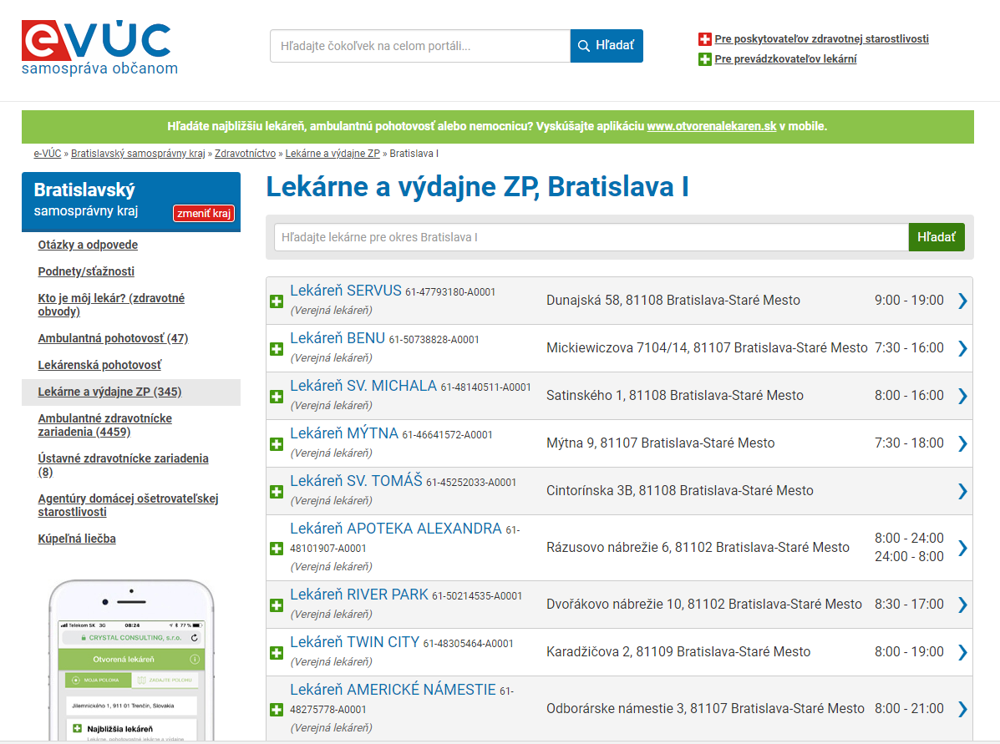 eVÚC
samospráva občanom
Hľadajte čokoľvek na celom portáli...
Hľadať
Pre poskytovateľov zdravotnej starostlivosti
Pre prevádzkovateľov lekární
Hľadáte najbližšiu lekáreň, ambulantnú pohotovosť alebo nemocnicu? Vyskúšajte aplikáciu www.otvorenalekaren.sk v mobile.
e-VÚC » Bratislavský samosprávny kraj » Zdravotníctvo » Lekárne a výdajne ZP » Bratislava I
Bratislavský
samosprávny kraj
zmeniť kraj
Otázky a odpovede
Podnety/sťažnosti
Kto je môj lekár? (zdravotné
obvody)
Ambulantná pohotovosť (47)
Lekárenská pohotovosť
Lekárne a výdajne ZP (345)
Ambulantné zdravotnícke
zariadenia (4459)
Ústavné zdravotnícke zariadenia
(8)
Agentúry domácej ošetrovateľskej
starostlivosti
Kúpeľná liečba
Telekom SK 3G 08:24 77 %
CRYSTAL CONSULTING, s.r.o.
Otvorená lekáreň
MOJA POLOHA ZADAJTE POLOHU
Jilemnického 1, 911 01 Trenčín, Slovakia
Najbližšia lekáreň
Lekárne, pohotovostné lekárne a výdajne
Lekárne a výdajne ZP, Bratislava I
Hľadajte lekárne pre okres Bratislava I
Hľadať
Lekáreň SERVUS 61-47793180-A0001
(Verejná lekáreň)
Dunajská 58, 81108 Bratislava-Staré Mesto
9:00 - 19:00
Lekáreň BENU 61-50738828-A0001
(Verejná lekáreň)
Mickiewiczova 7104/14, 81107 Bratislava-Staré Mesto
7:30 - 16:00
Lekáreň SV. MICHALA 61-48140511-A0001
(Verejná lekáreň)
Satinského 1, 81108 Bratislava-Staré Mesto
8:00 - 16:00
Lekáreň MÝTNA 61-46641572-A0001
(Verejná lekáreň)
Mýtna 9, 81107 Bratislava-Staré Mesto
7:30 - 18:00
Lekáreň SV. TOMÁŠ 61-45252033-A0001
(Verejná lekáreň)
Cintorínska 3B, 81108 Bratislava-Staré Mesto
Lekáreň APOTEKA ALEXANDRA 61-
48101907-A0001
(Verejná lekáreň)
Rázusovo nábrežie 6, 81102 Bratislava-Staré Mesto
8:00 - 24:00
24:00 - 8:00
Lekáreň RIVER PARK 61-50214535-A0001
(Verejná lekáreň)
Dvořákovo nábrežie 10, 81102 Bratislava-Staré Mesto
8:30 - 17:00
Lekáreň TWIN CITY 61-48305464-A0001
(Verejná lekáreň)
Karadžičova 2, 81109 Bratislava-Staré Mesto
8:00 - 19:00
Lekáreň AMERICKÉ NÁMESTIE 61-
48275778-A0001
(Verejná lekáreň)
Odborárske námestie 3, 81107 Bratislava-Staré Mesto
8:00 - 21:00